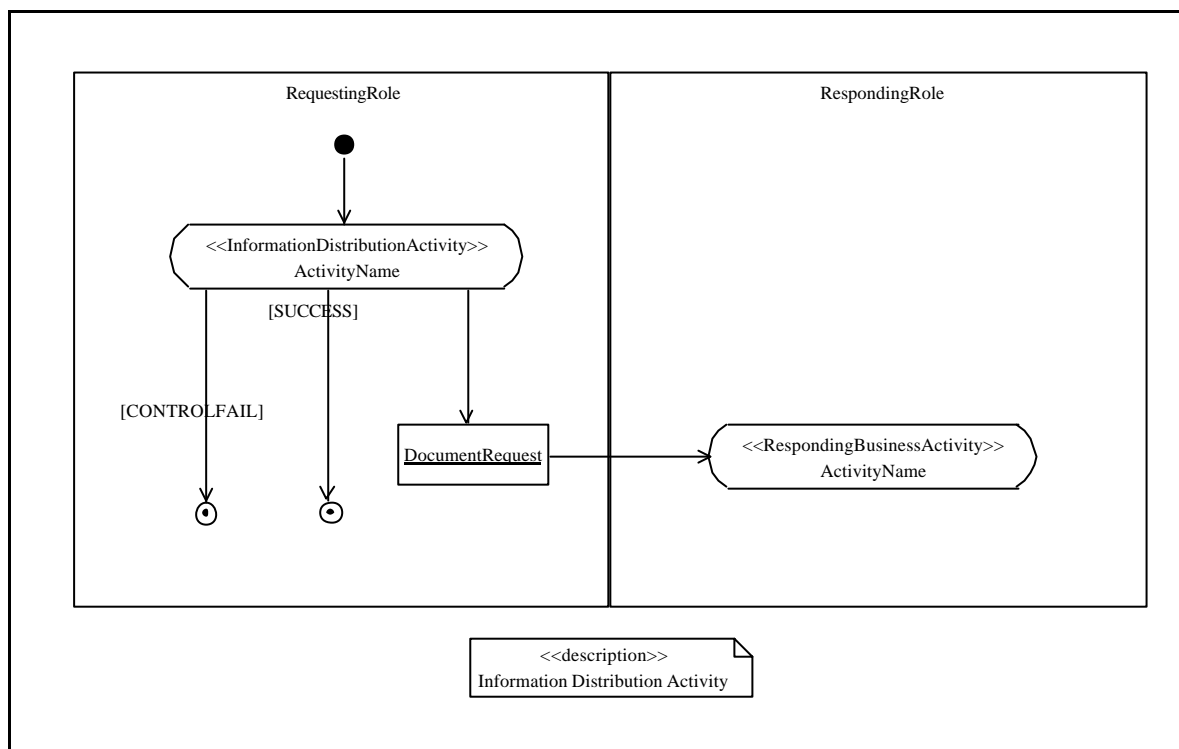 RequestingRole
RespondingRole
<<InformationDistributionActivity>>
ActivityName
[SUCCESS]
[CONTROLFAIL]
DocumentRequest
<<RespondingBusinessActivity>>
ActivityName
<<description>>
Information Distribution Activity